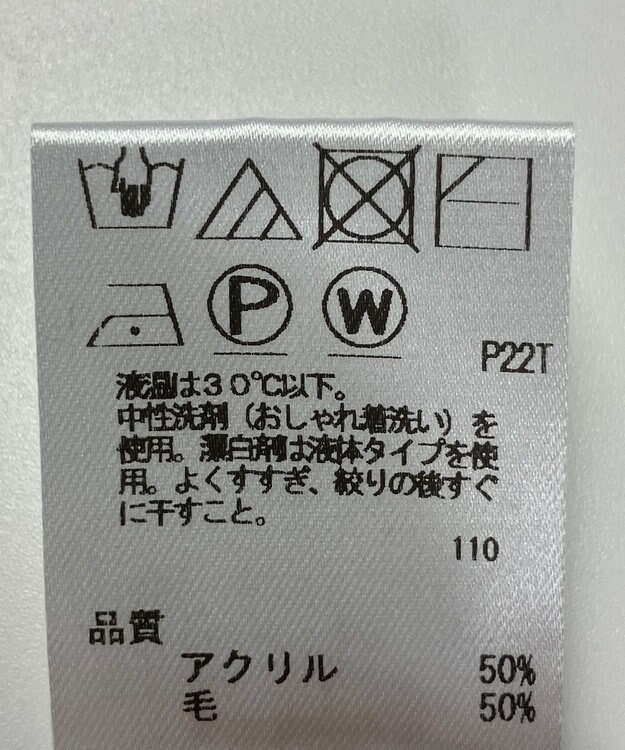 P W
P22T
液温は30℃以下。
中性洗剤（おしゃれ着洗い）を
使用。漂白剤は液体タイプを使
用。よくすすぎ、絞りの後すぐ
に干すこと。
110
品質
アクリル 50%
毛 50%